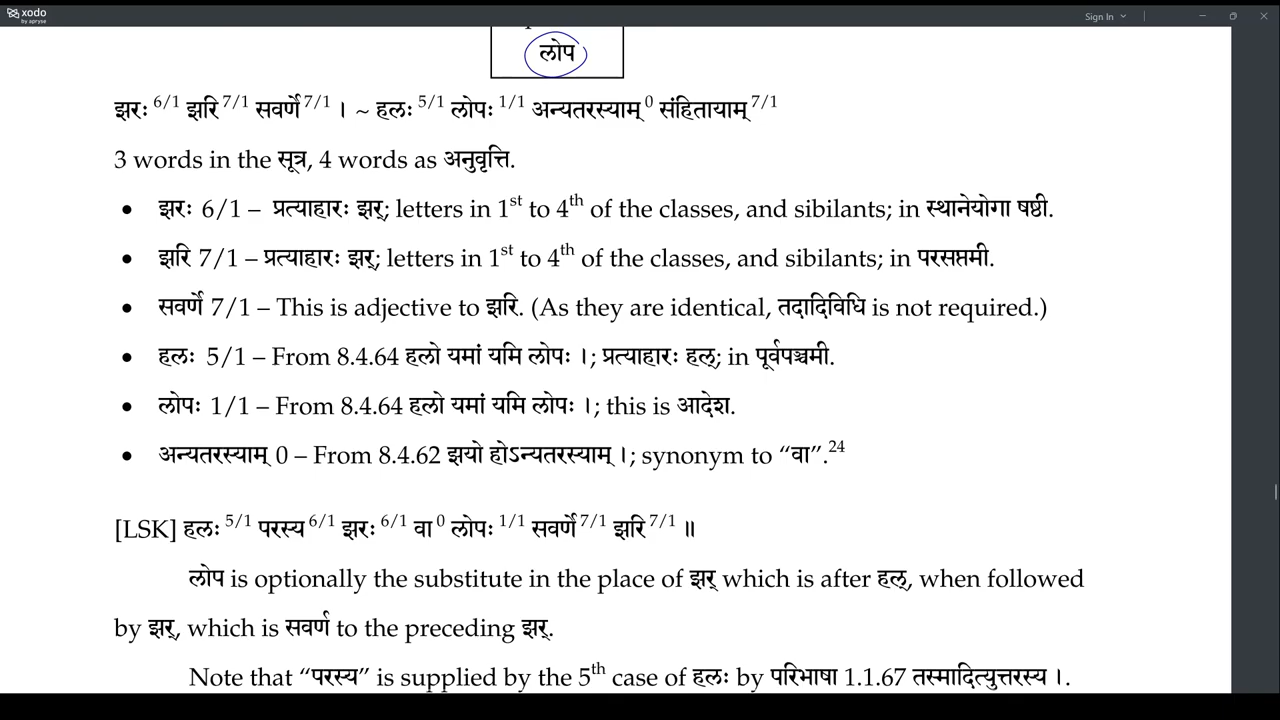 xodo
by apryse
Sign In
लोप
झरः 6/1 झरि 7/1 सवर्णे 7/1 । ~ हलः 5/1 लोपः 1/1 अन्यतरस्याम् 0 संहितायाम् 7/1
3 words in the सूत्र, 4 words as अनुवृत्ति.
• झरः 6/1 – प्रत्याहारः झर्; letters in 1st to 4th of the classes, and sibilants; in स्थानेयोगा षष्ठी.
• झरि 7/1 – प्रत्याहारः झर्; letters in 1st to 4th of the classes, and sibilants; in परसप्तमी.
• सवर्णे 7/1 – This is adjective to झरि. (As they are identical, तदादिविधि is not required.)
• हलः 5/1 – From 8.4.64 हलो यमां यमि लोपः ।; प्रत्याहारः हल्; in पूर्वपञ्चमी.
• लोपः 1/1 – From 8.4.64 हलो यमां यमि लोपः ।; this is आदेश.
• अन्यतरस्याम् 0 – From 8.4.62 झयो होऽन्यतरस्याम् ।; synonym to “वा”.24
[LSK] हलः 5/1 परस्य 6/1 झरः 6/1 वा 0 लोपः 1/1 सवर्णे 7/1 झरि 7/1 ॥
लोप is optionally the substitute in the place of झर् which is after हल्, when followed
by झर्, which is सवर्ण to the preceding झर्.
Note that “परस्य” is supplied by the 5th case of हलः by परिभाषा 1.1.67 तस्मादित्युत्तरस्य ।.